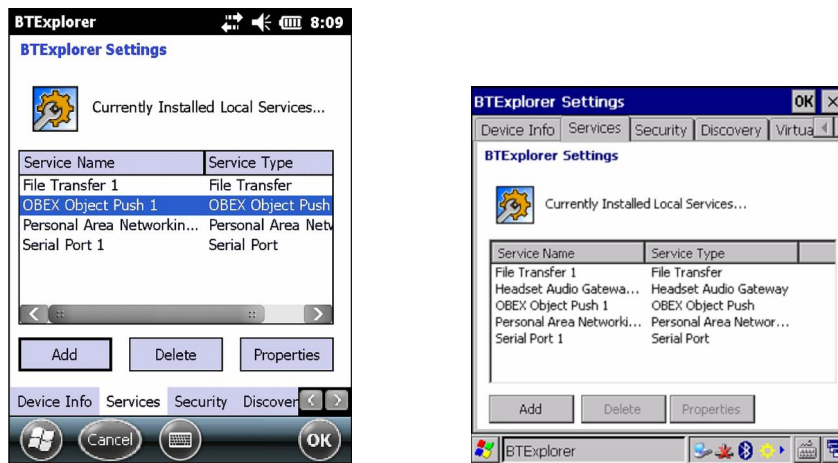 BTExplorer 8:09
BTExplorer Settings
Currently Installed Local Services...
Service Name Service Type
File Transfer 1 File Transfer
OBEX Object Push 1 OBEX Object Push
Personal Area Networkin... Personal Area Netw
Serial Port 1 Serial Port
Add Delete Properties
Device Info Services Security Discover
Cancel OK
BTExplorer Settings OK
Device Info Services Security Discovery Virtua
BTExplorer Settings
Currently Installed Local Services...
Service Name Service Type
File Transfer 1 File Transfer
Headset Audio Gatewa... Headset Audio Gateway
OBEX Object Push 1 OBEX Object Push
Personal Area Networki... Personal Area Networ...
Serial Port 1 Serial Port
Add Delete Properties
BTExplorer